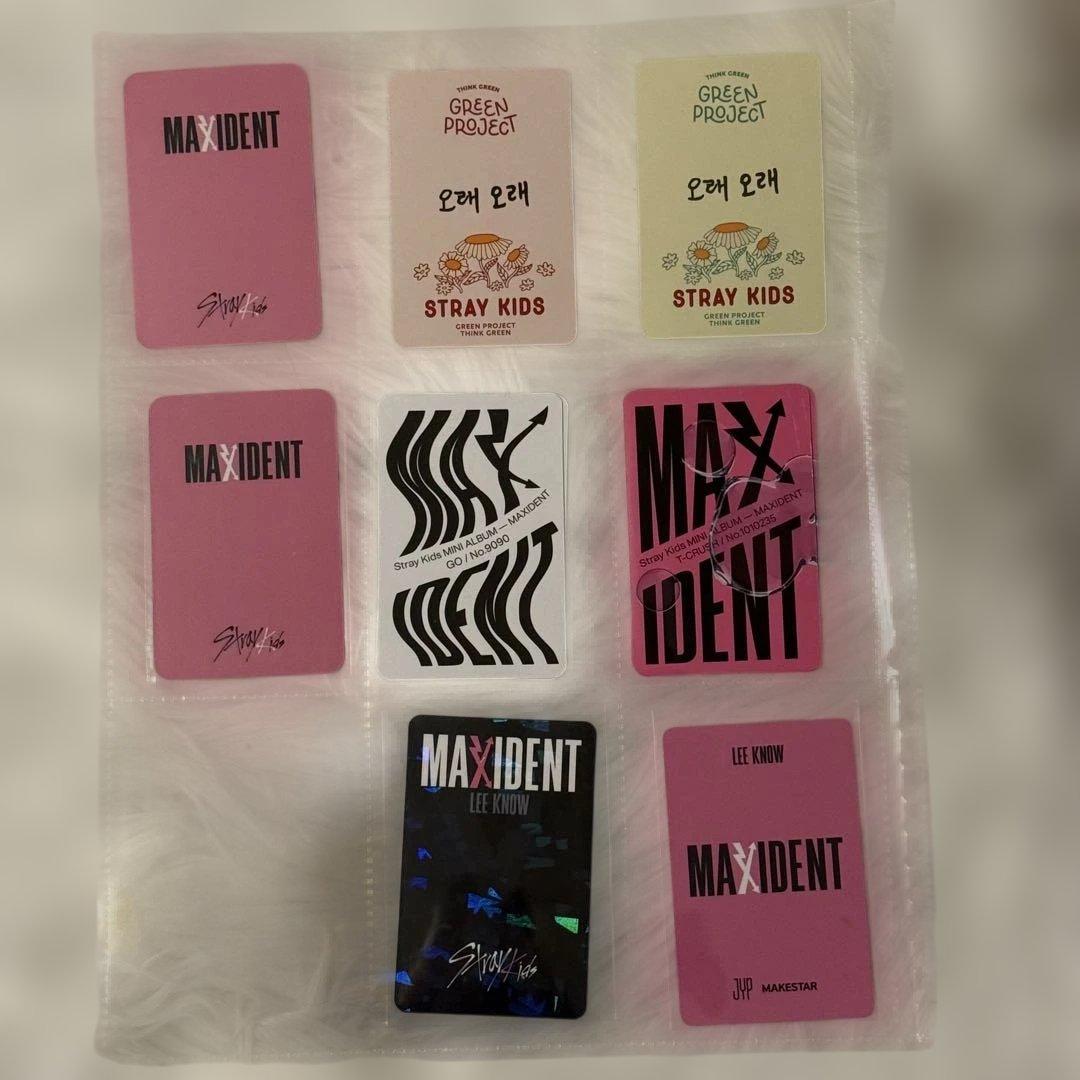 MAXIDENT
Stray Kids
THINK GREEN
GREEN
PROJECT
오래 오래
STRAY KIDS
GREEN PROJECT
THINK GREEN
THINK GREEN
GREEN
PROJECT
오래 오래
STRAY KIDS
GREEN PROJECT
THINK GREEN
MAXIDENT
Stray Kids
MAX
Stray Kids MINI ALBUM — MAXIDENT
GO / No.9090
IDENT
MAX
Stray Kids MINI ALBUM — MAXIDENT
T-CRUSH / No.1010235
IDENT
MAXIDENT
LEE KNOW
Stray Kids
LEE KNOW
MAXIDENT
JYP MAKESTAR